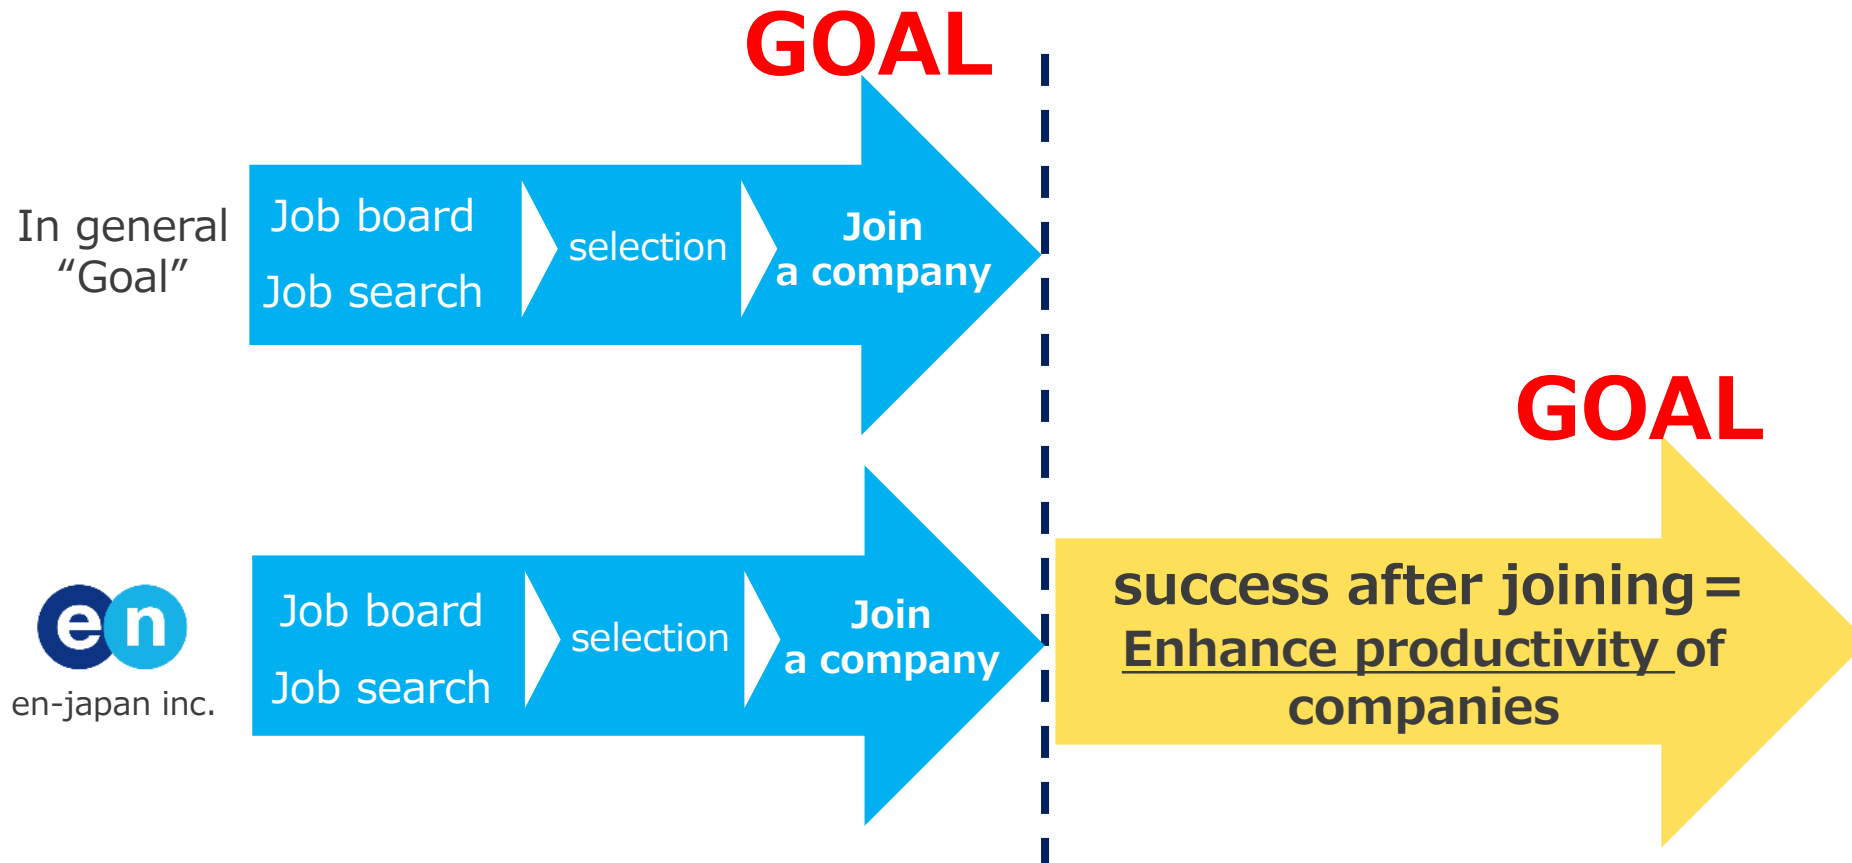 GOAL
In general
“Goal”
Job board
Job search
selection
Join
a company
GOAL
en
en-japan inc.
Job board
Job search
selection
Join
a company
success after joining=
Enhance productivity of
companies